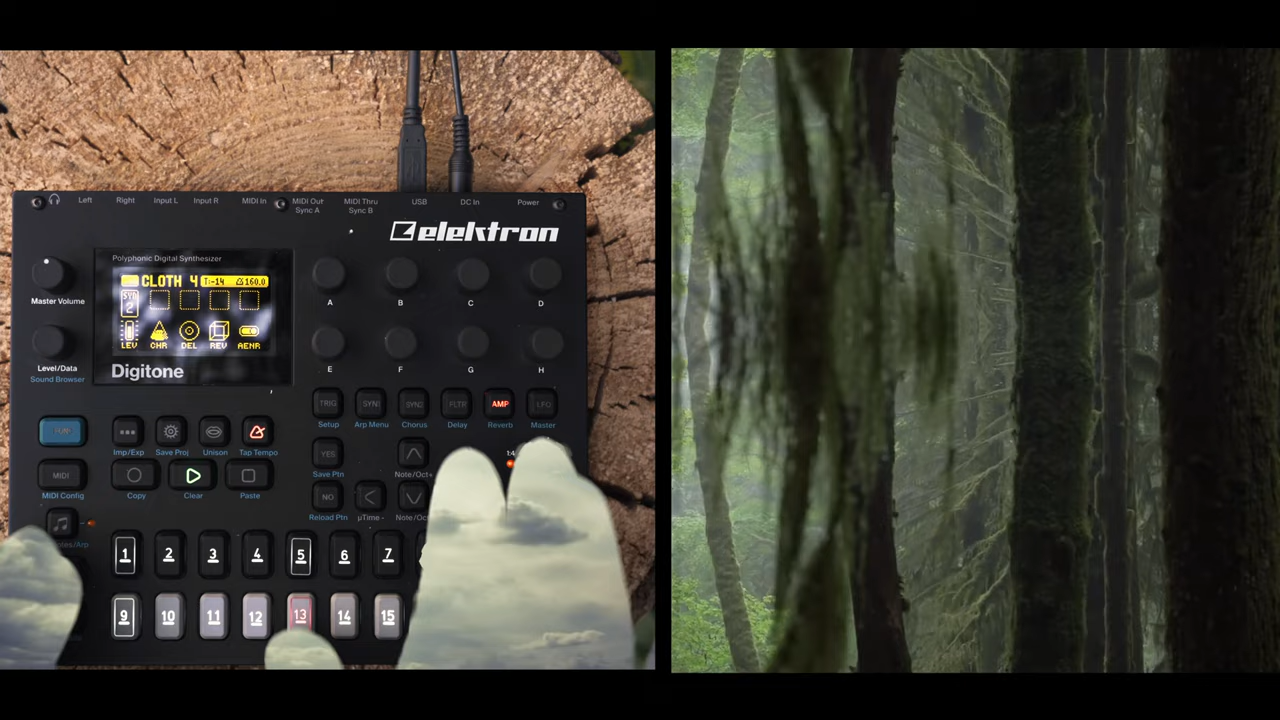 Left Right Input L Input R MIDI In MIDI Out MIDI Thru USB DC In Power
Sync A Sync B
elektron
Polyphonic Digital Synthesizer
CLOTH 4 160.0
SYN
2
LEV CHR DEL REV
Digitone
Master Volume
Level/Data
Sound Browser
A B C D
E F G H
TRIG SYN1 SYN2 FLTR AMP LFO
Setup Arp Menu Chorus Delay Reverb Master
FUNC
Imp/Exp Save Proj Unison Tap Tempo
YES
Save Ptn Note/Oct+
MIDI
MIDI Config Copy Clear Paste
NO
Reload Ptn µTime-
1 2 3 4 5 6 7
9 10 11 12 13 14 15